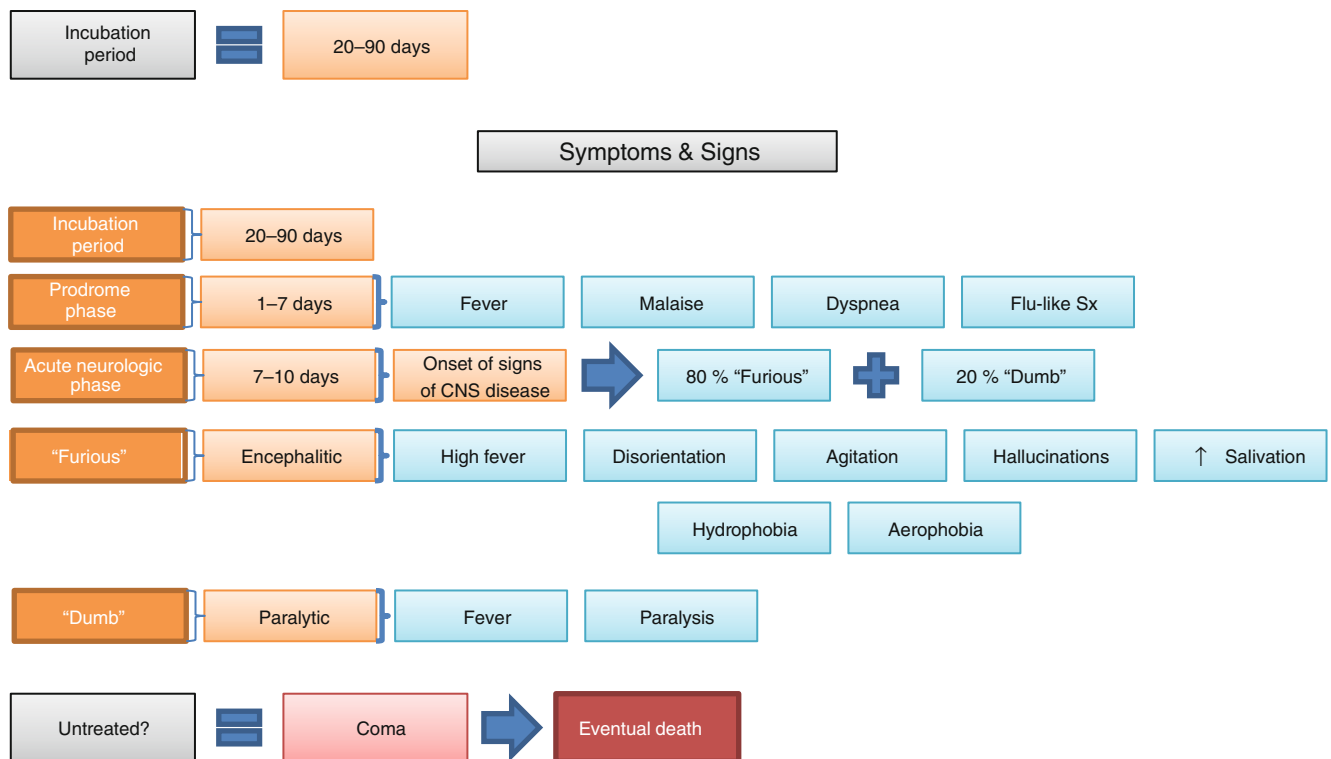 Incubation
period
20–90 days
Symptoms & Signs
Incubation
period
20–90 days
Prodrome
phase
1–7 days
Fever
Malaise
Dyspnea
Flu-like Sx
Acute neurologic
phase
7–10 days
Onset of signs
of CNS disease
80 % “Furious”
20 % “Dumb”
“Furious”
Encephalitic
High fever
Disorientation
Agitation
Hallucinations
↑ Salivation
Hydrophobia
Aerophobia
“Dumb”
Paralytic
Fever
Paralysis
Untreated?
Coma
Eventual death